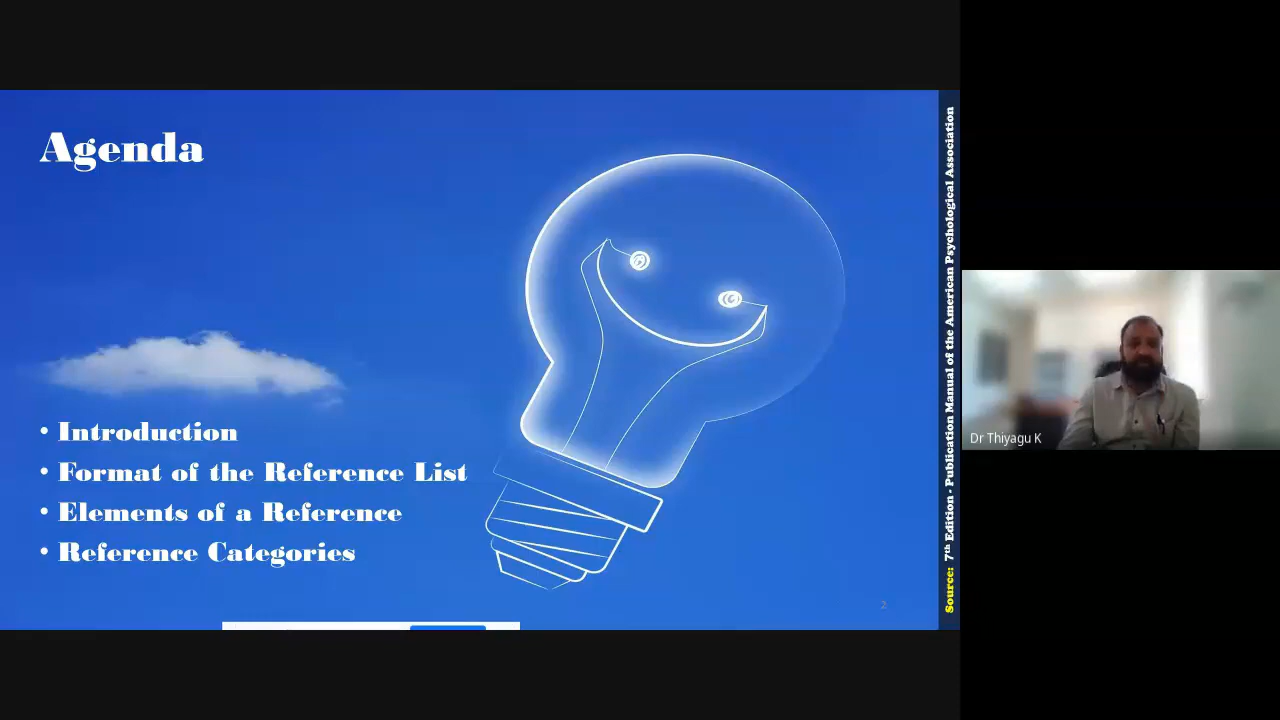 Agenda
• Introduction
• Format of the Reference List
• Elements of a Reference
• Reference Categories
2
Source: 7th Edition - Publication Manual of the American Psychological Association
Dr Thiyagu K